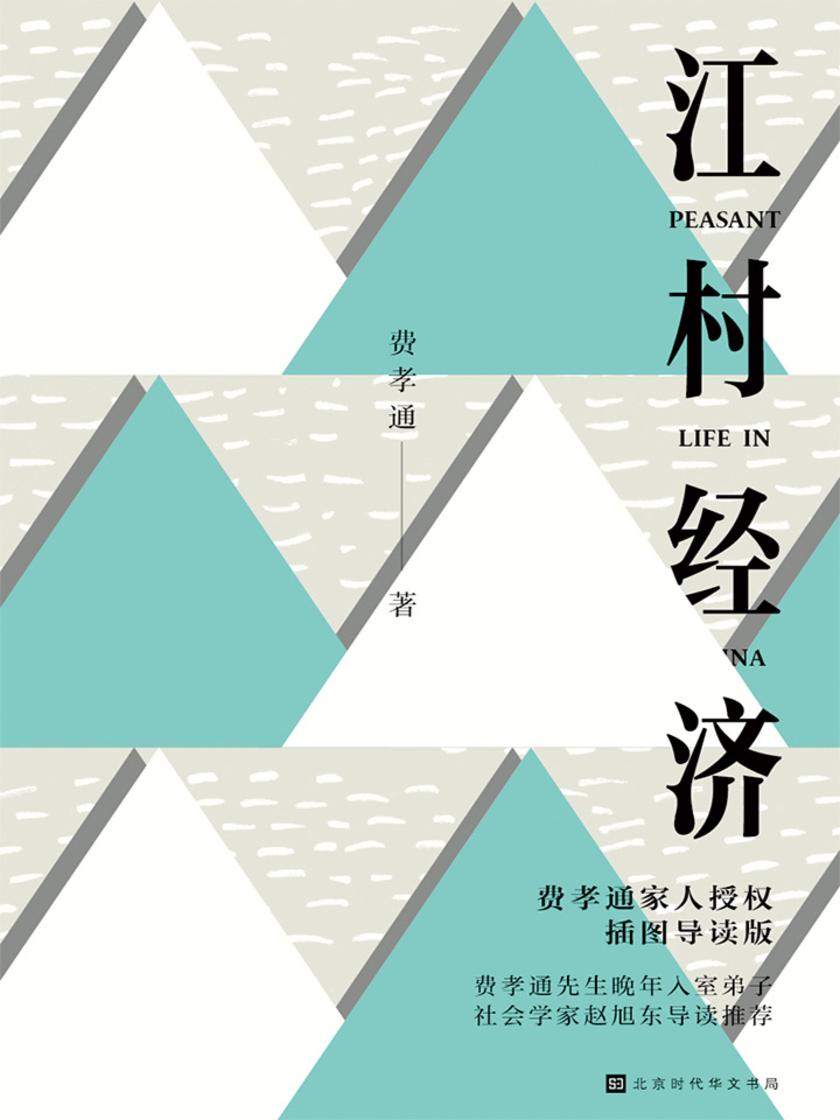 江
PEASANT
村
LIFE IN
经
INA
济
费孝通 著
费孝通家人授权
插图导读版
费孝通先生晚年入室弟子
社会学家赵旭东导读推荐
北京时代华文书局